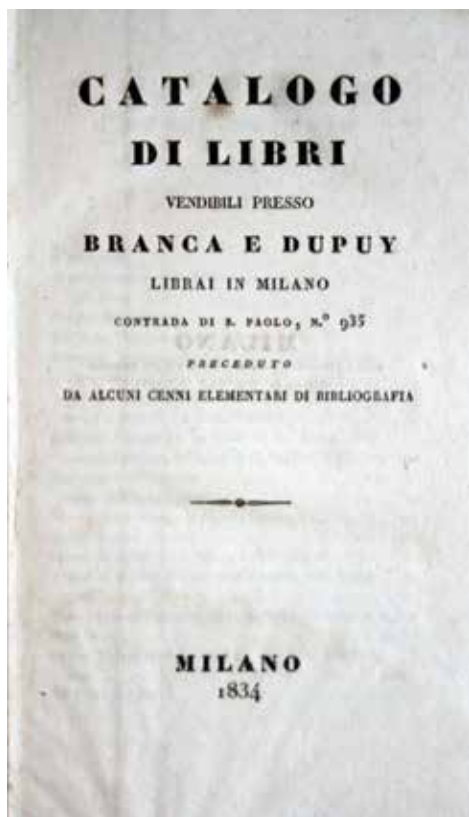 CATALOGO
DI LIBRI
VENDIBILI PRESSO
BRANCA E DUPUY
LIBRAI IN MILANO
CONTRADA DI S. PAOLO, N.º 935
PRECEDUTO
DA ALCUNI CENNI ELEMENTARI DI BIBLIOGRAFIA
MILANO
1834